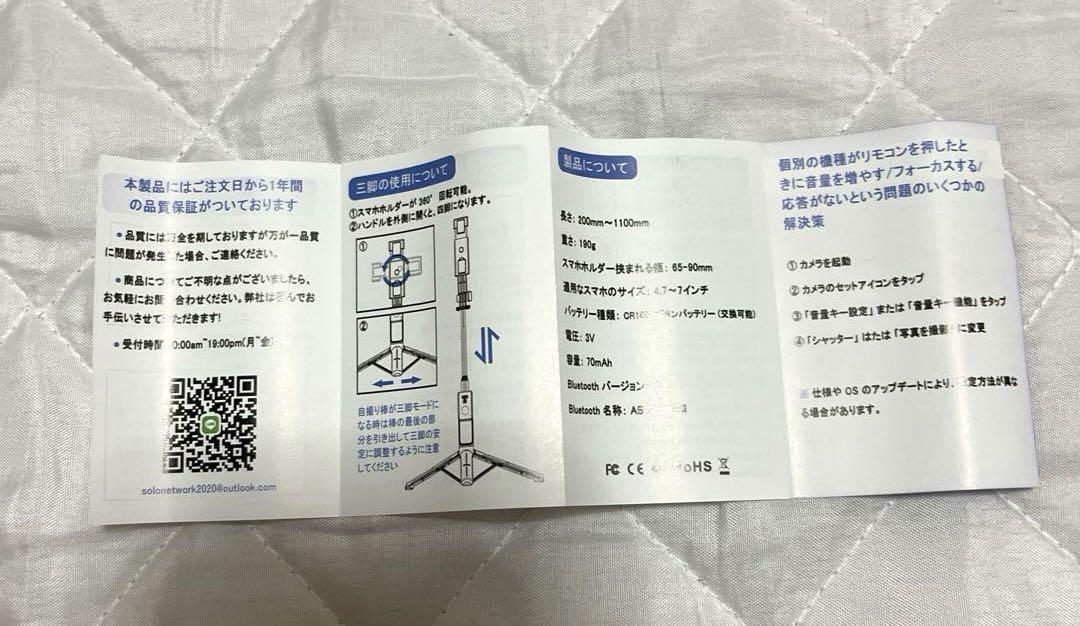 本製品にはご注文日から1年間
の品質保証がついております
● 品質には 全を期しておりますが万が一品質
に問題が発生 た場合、ご連絡ください。
● 商品に ついてご不明な点がございましたら、
お気軽にお 合わせください。弊社は んでお
手伝いさせて ただきます!
● 受付時間 0:00am~19:00pm(月~金
solonetwork2020@outlook.com
三脚の使用について
①スマホホルダーが 360° 回転可能。
②ハンドルを外側に開くと、四脚になります。
①
②
自撮り棒が三脚モードに
なる時は棒の最後の部
分を引き出して三脚の安
定に調整するように注意
してください
製品について
長さ: 200mm~1100mm
重さ: 190g
スマホホルダー挟まれる幅: 65-90mm
適用なスマホのサイズ: 4.7~7インチ
バッテリー種類: CR16 ンバッテリー(交換可能)
電圧: 3V
容量: 70mAh
Bluetooth バージョン
Bluetooth 名称: AB 3
FC CE RoHS
個別の機種がリモコンを押したと
きに音量を増やす/フォーカスする/
応答がないという問題のいくつかの
解決策
① カメラを起動
② カメラのセットアイコンをタップ
③ 「音量キー設定」または「音量キー 機能」をタップ
④ 「シャッター」はたは「写真を撮影 に変更
※ 仕様や OS のアップデートにより、 定方法が異な
る場合があります。